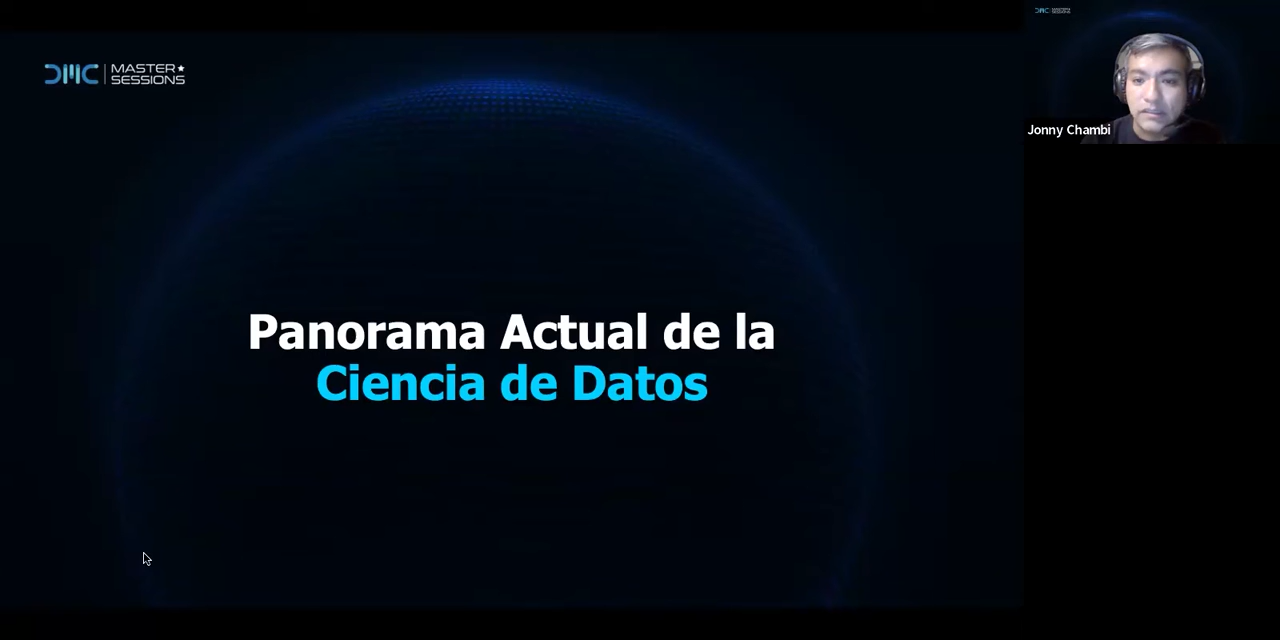 DMC | MASTER
SESSIONS
Panorama Actual de la
Ciencia de Datos
Jonny Chambi